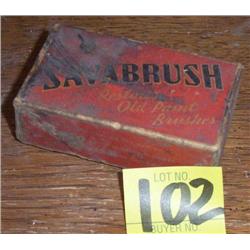 SAVABRUSH
Restores
Old Paint
Brushes
LOT NO.
102
BUYER NO.